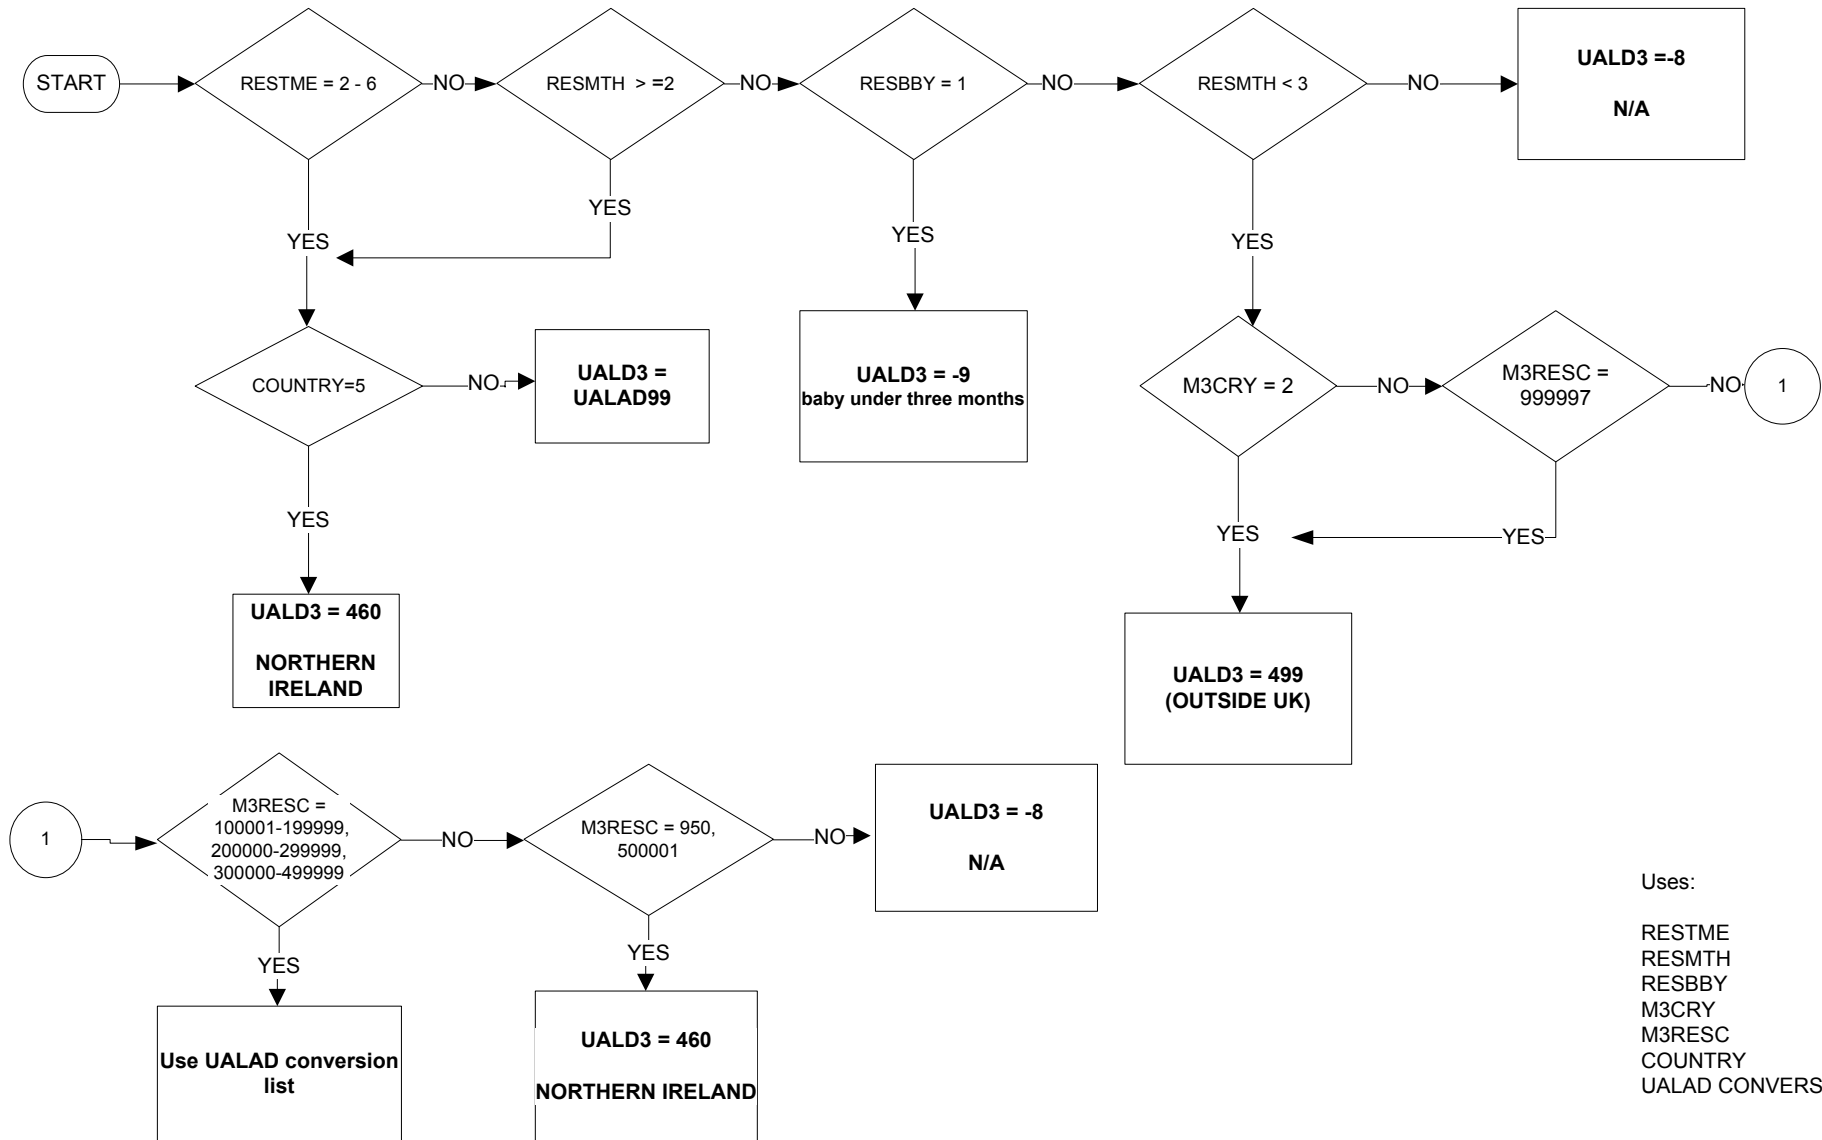 START
RESTME = 2 - 6
NO
RESMTH > =2
NO
RESBBY = 1
NO
RESMTH < 3
NO
UALD3 =-8
N/A
YES
YES
YES
YES
COUNTRY=5
NO
UALD3 =
UALAD99
UALD3 = -9
baby under three months
M3CRY = 2
NO
M3RESC =
999997
NO
1
YES
YES
YES
UALD3 = 460
NORTHERN
IRELAND
UALD3 = 499
(OUTSIDE UK)
1
M3RESC =
100001-199999,
200000-299999,
300000-499999
NO
M3RESC = 950,
500001
NO
UALD3 = -8
N/A
YES
YES
Use UALAD conversion
list
UALD3 = 460
NORTHERN IRELAND
Uses:
RESTME
RESMTH
RESBBY
M3CRY
M3RESC
COUNTRY
UALAD CONVERS